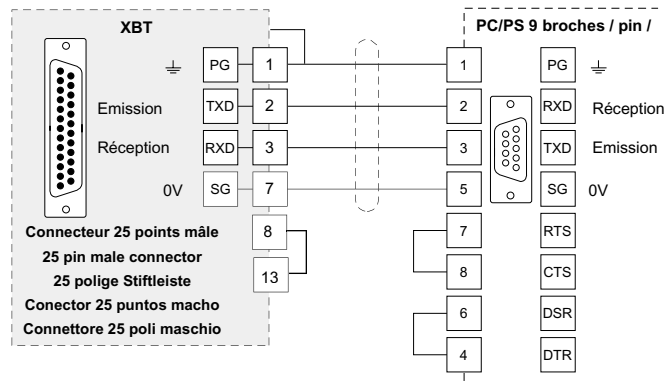 XBT
PC/PS 9 broches / pin /
PG 1 1 PG
Emission TXD 2 2 RXD Réception
Réception RXD 3 3 TXD Emission
0V SG 7 5 SG 0V
8 7 RTS
13 8 CTS
6 DSR
4 DTR
Connecteur 25 points mâle
25 pin male connector
25 polige Stiftleiste
Conector 25 puntos macho
Connettore 25 poli maschio